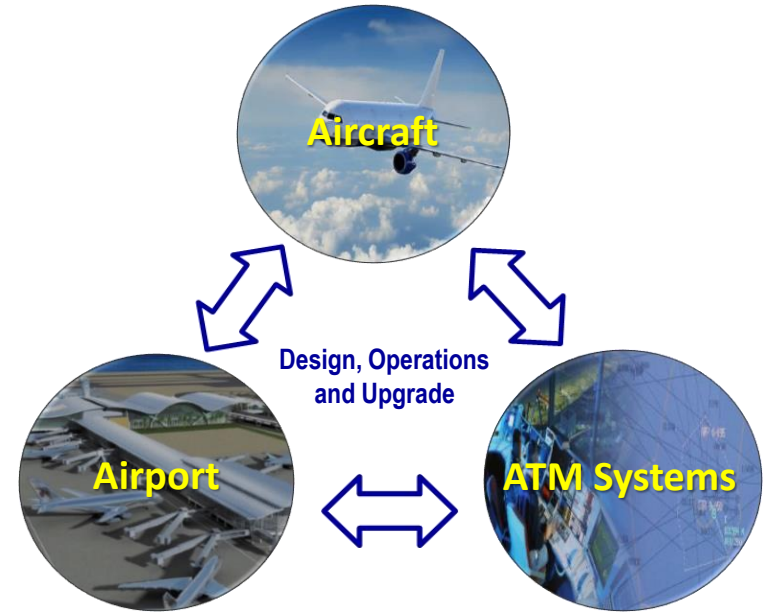 Aircraft
Design, Operations
and Upgrade
Airport
ATM Systems